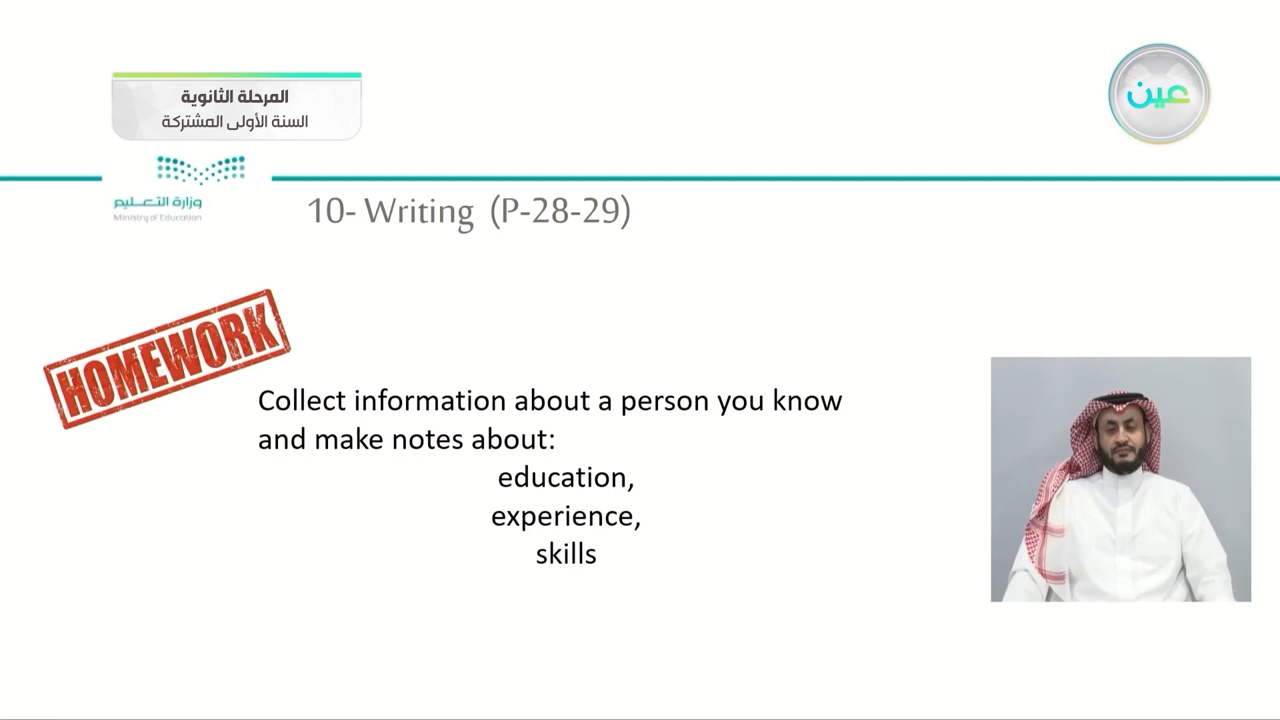 المرحلة الثانوية
السنة الأولى المشتركة
عين
وزارة التعليم
Ministry of Education
10- Writing (P-28-29)
HOMEWORK
Collect information about a person you know
and make notes about:
education,
experience,
skills